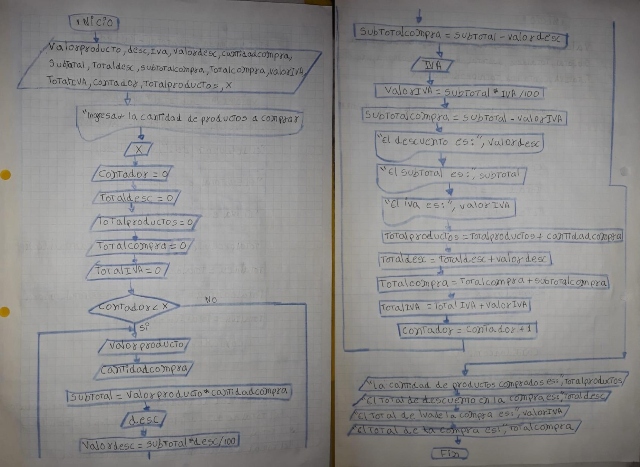 INICIO
Valorproducto, desc, Iva, valordesc, cantidadcompra,
Subtotal, Totaldesc, subtotalcompra, Totalcompra, valorIVA
TotalIVA, contador, Totalproductos, X
"Ingresar la cantidad de productos a comprar
X
Contador = 0
Totaldesc = 0
Totalproductos = 0
Totalcompra = 0
TotalIVA = 0
Contador < X
NO
Si
Valorproducto
Cantidadcompra
Subtotal = Valorproducto * cantidadcompra
desc
Valordesc = subtotal * desc/100
SubTotalcompra = SubTotal - valordesc
IVA
ValorIVA = SubTotal * IVA/100
SubTotalcompra = SubTotal - valorIVA
"El descuento es:", valordesc
"El subtotal es:", subtotal
"El iva es:", valorIVA
Totalproductos = Totalproductos + cantidadcompra
Totaldesc = Totaldesc + valordesc
Totalcompra = Totalcompra + subtotalcompra
TotalIVA = Total IVA + valorIVA
Contador = Contador + 1
"La cantidad de productos comprados es:", Totalproductos
"El total de descuento en la compra es:", totaldesc
"El total de la compra es:", valorIVA
"El total de la compra es:", Totalcompra
Fin